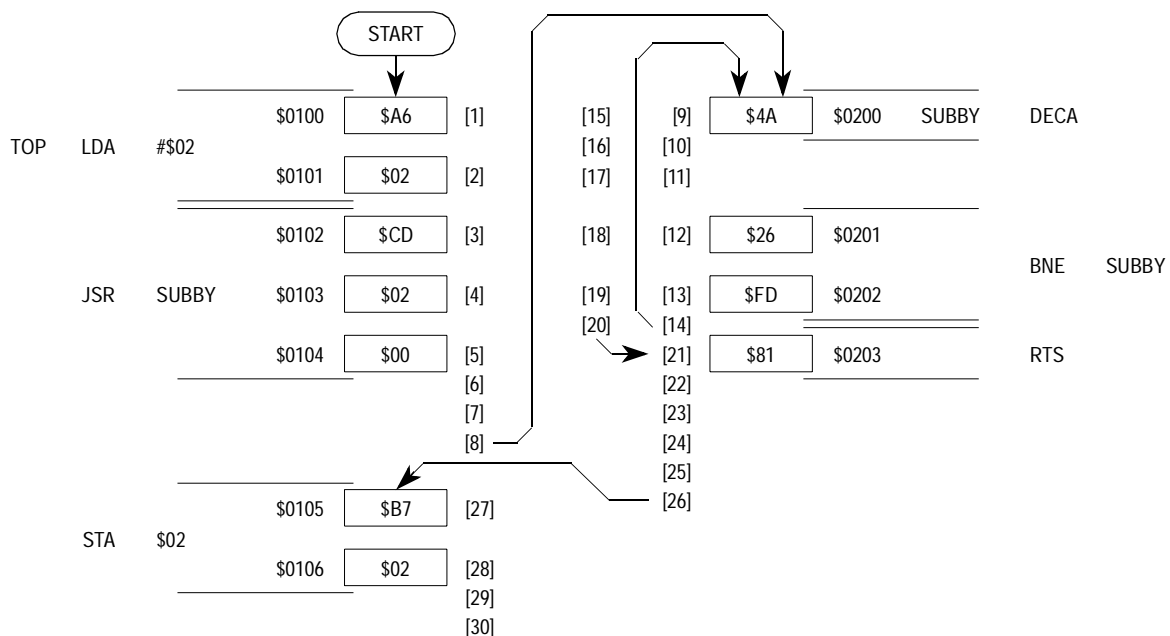 START
$0100 $A6 [1] [15] [9] $4A $0200 SUBBY DECA
TOP LDA #$02 [16] [10]
$0101 $02 [2] [17] [11]
$0102 $CD [3] [18] [12] $26 $0201
BNE SUBBY
JSR SUBBY $0103 $02 [4] [19] [13] $FD $0202
[20] [14]
$0104 $00 [5] [21] $81 $0203 RTS
[6] [22]
[7] [23]
[8] [24]
[25]
[26]
$0105 $B7 [27]
STA $02
$0106 $02 [28]
[29]
[30]